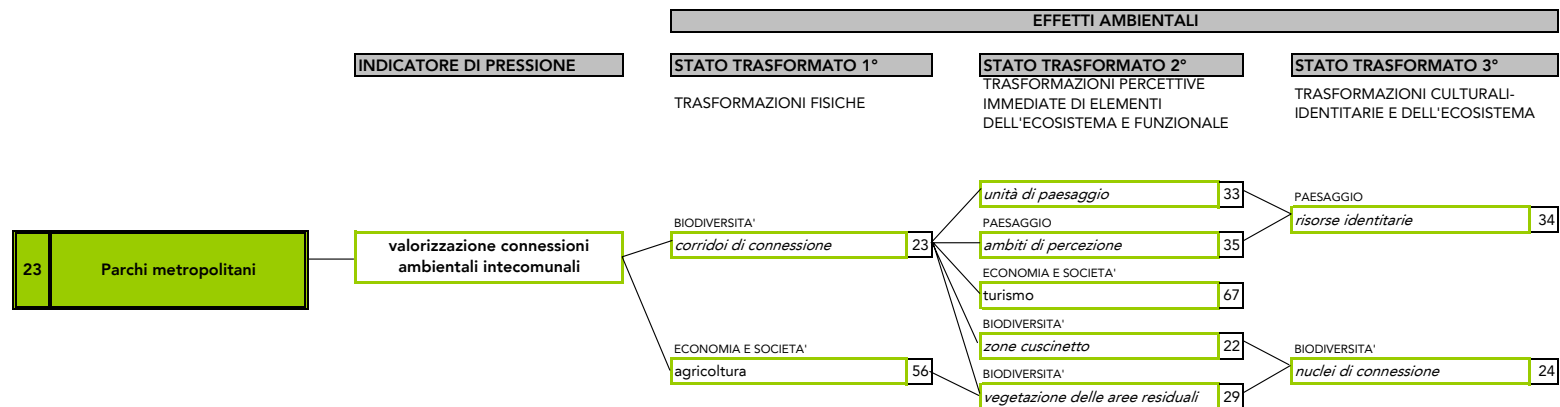 EFFETTI AMBIENTALI
INDICATORE DI PRESSIONE
STATO TRASFORMATO 1°
STATO TRASFORMATO 2°
STATO TRASFORMATO 3°
TRASFORMAZIONI FISICHE
TRASFORMAZIONI PERCETTIVE
IMMEDIATE DI ELEMENTI
DELL'ECOSISTEMA E FUNZIONALE
TRASFORMAZIONI CULTURALI-
IDENTITARIE E DELL'ECOSISTEMA
23 Parchi metropolitani
valorizzazione connessioni
ambientali intecomunali
BIODIVERSITA'
corridoi di connessione 23
ECONOMIA E SOCIETA'
agricoltura 56
unità di paesaggio 33
PAESAGGIO
ambiti di percezione 35
ECONOMIA E SOCIETA'
turismo 67
BIODIVERSITA'
zone cuscinetto 22
BIODIVERSITA'
vegetazione delle aree residuali 29
PAESAGGIO
risorse identitarie 34
BIODIVERSITA'
nuclei di connessione 24